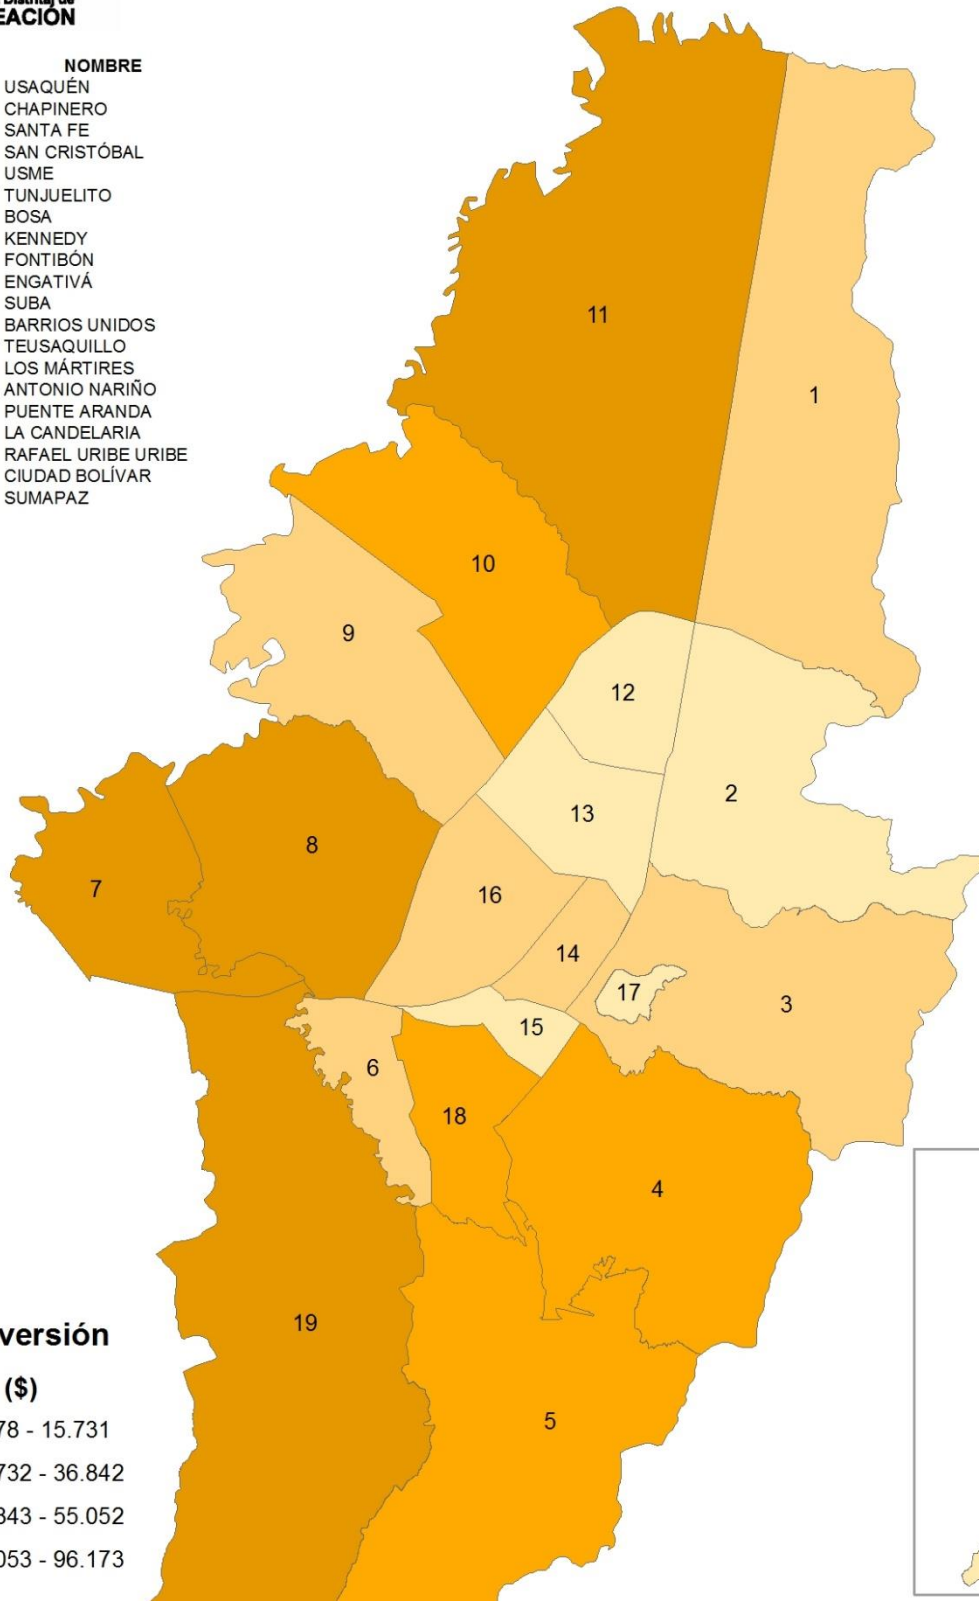 Distrital de
EACIÓN
NOMBRE
USAQUÉN
CHAPINERO
SANTA FE
SAN CRISTÓBAL
USME
TUNJUELITO
BOSA
KENNEDY
FONTIBÓN
ENGATIVÁ
SUBA
BARRIOS UNIDOS
TEUSAQUILLO
LOS MÁRTIRES
ANTONIO NARIÑO
PUENTE ARANDA
LA CANDELARIA
RAFAEL URIBE URIBE
CIUDAD BOLÍVAR
SUMAPAZ
11
1
10
9
12
2
13
8
7
16
14
17
3
15
6
18
4
19
5
versión
($)
78 - 15.731
732 - 36.842
843 - 55.052
053 - 96.173